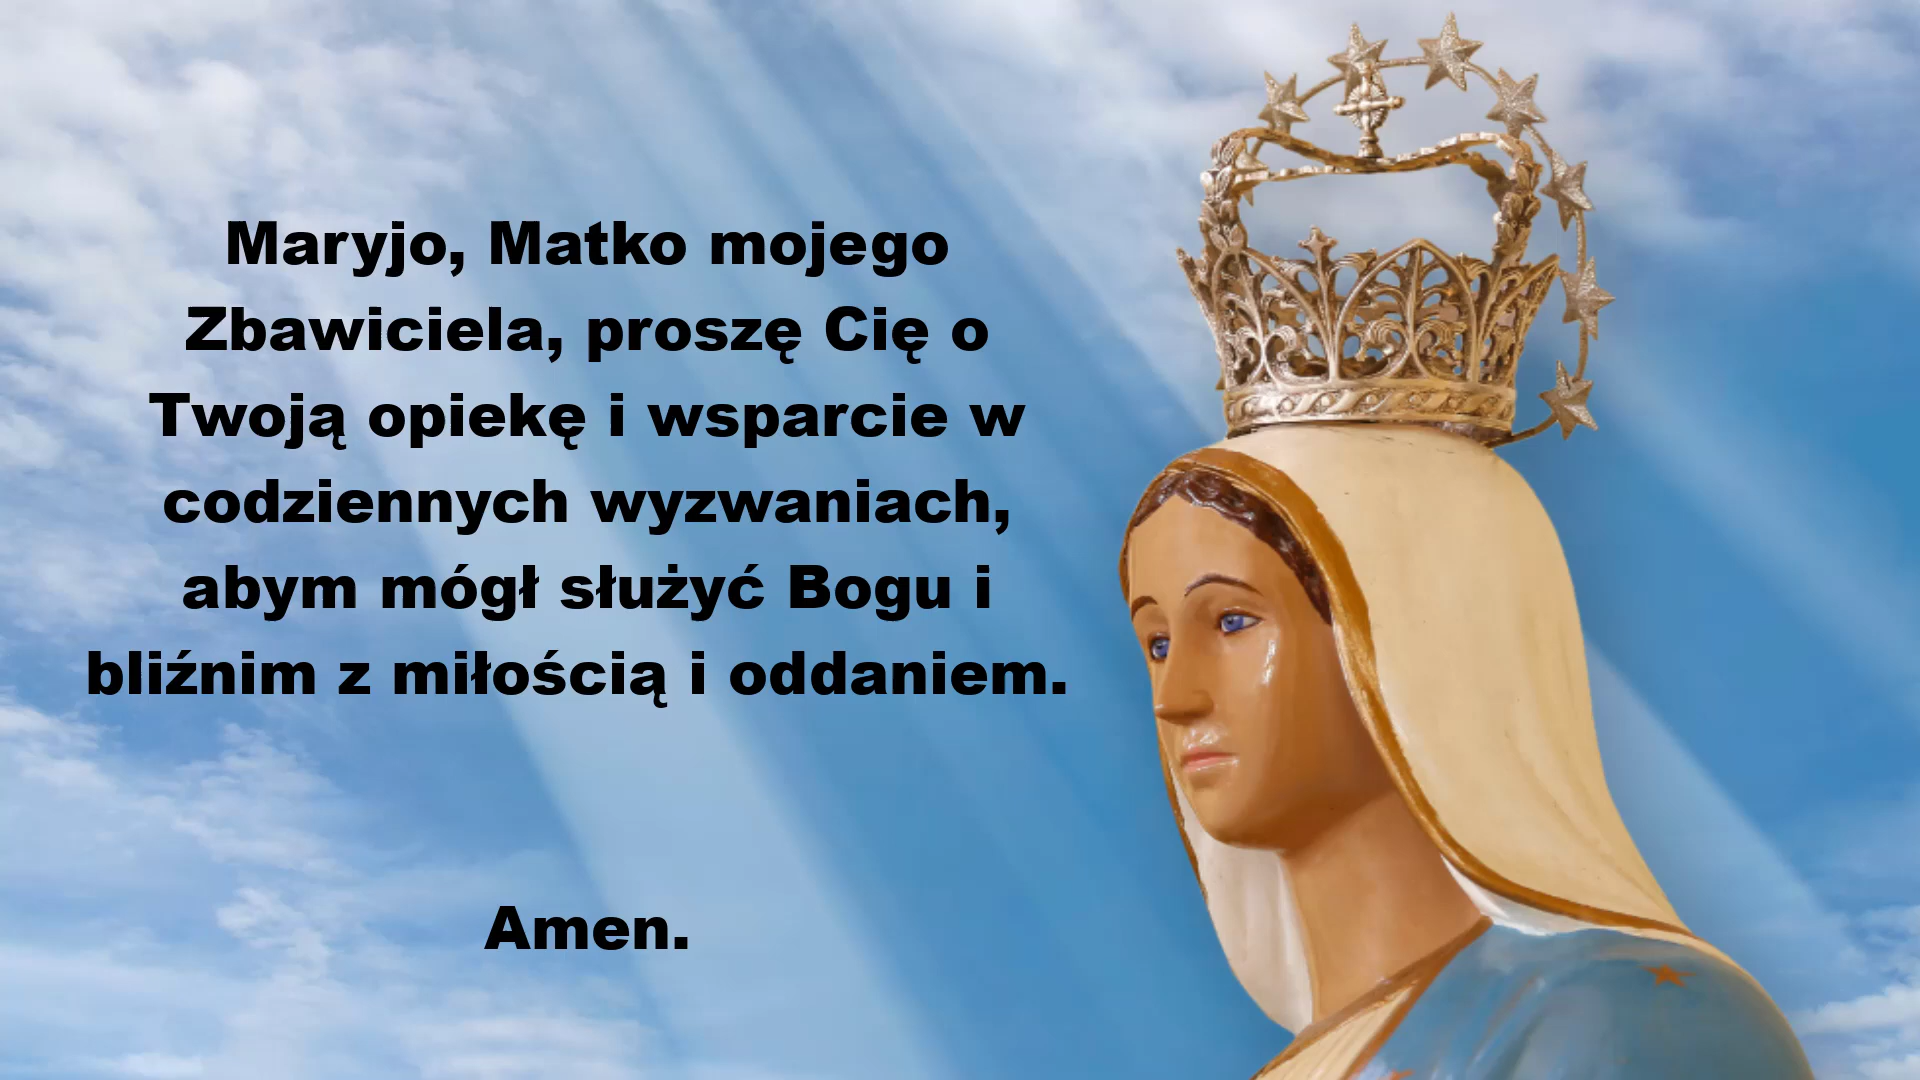 Maryjo, Matko mojego
Zbawiciela, proszę Cię o
Twoją opiekę i wsparcie w
codziennych wyzwaniach,
abym mógł służyć Bogu i
bliźnim z miłością i oddaniem.
Amen.